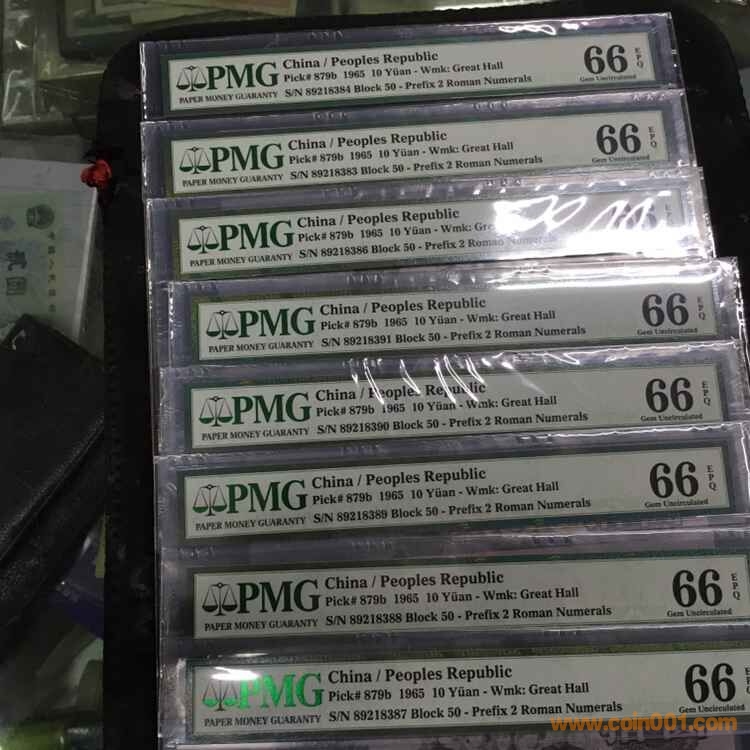 PMG
PAPER MONEY GUARANTY
China / Peoples Republic
Pick# 879b 1965 10 Yüan - Wmk: Great Hall
S/N 89218384 Block 50 - Prefix 2 Roman Numerals
66 EPQ
Gem Uncirculated
PMG
PAPER MONEY GUARANTY
China / Peoples Republic
Pick# 879b 1965 10 Yüan - Wmk: Great Hall
S/N 89218383 Block 50 - Prefix 2 Roman Numerals
66 EPQ
Gem Uncirculated
PMG
PAPER MONEY GUARANTY
China / Peoples Republic
Pick# 879b 1965 10 Yüan - Wmk:
S/N 89218386 Block 50 - Prefix 2 Roman Numerals
PMG
PAPER MONEY GUARANTY
China / Peoples Republic
Pick# 879b 1965 10 Yüan - Wmk: Great Hall
S/N 89218391 Block 50 - Prefix 2 Roman Numerals
66 EPQ
Gem Uncirculated
PMG
PAPER MONEY GUARANTY
China / Peoples Republic
Pick# 879b 1965 10 Yüan - Wmk: Great Hall
S/N 89218390 Block 50 - Prefix 2 Roman Numerals
66 EPQ
Gem Uncirculated
PMG
PAPER MONEY GUARANTY
China / Peoples Republic
Pick# 879b 1965 10 Yüan - Wmk: Great Hall
S/N 89218389 Block 50 - Prefix 2 Roman Numerals
66 EPQ
Gem Uncirculated
PMG
PAPER MONEY GUARANTY
China / Peoples Republic
Pick# 879b 1965 10 Yüan - Wmk: Great Hall
S/N 89218388 Block 50 - Prefix 2 Roman Numerals
66 EPQ
Gem Uncirculated
PMG
PAPER MONEY GUARANTY
China / Peoples Republic
Pick# 879b 1965 10 Yüan - Wmk: Great Hall
S/N 89218387 Block 50 - Prefix 2 Roman Numerals
66 EPQ
Gem Uncirculated
www.coin001.com